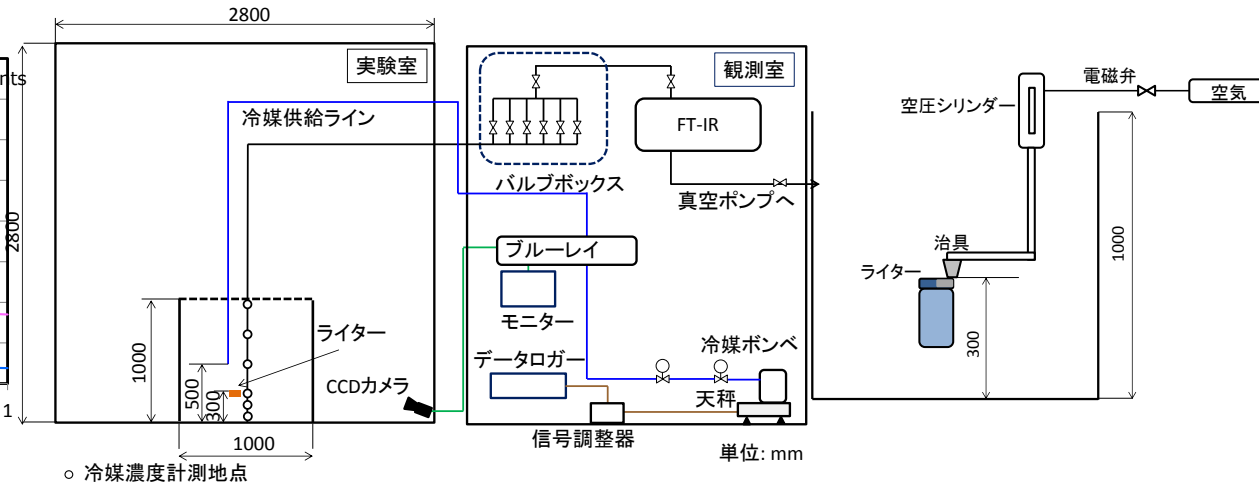 2800
nts
実験室
冷媒供給ライン
2800
1000
500
300
ライター
CCDカメラ
1
1000
○ 冷媒濃度計測地点
観測室
FT-IR
バルブボックス
真空ポンプへ
ブルーレイ
モニター
データロガー
冷媒ボンベ
天秤
信号調整器
単位: mm
電磁弁
空気
空圧シリンダー
治具
ライター
300
1000